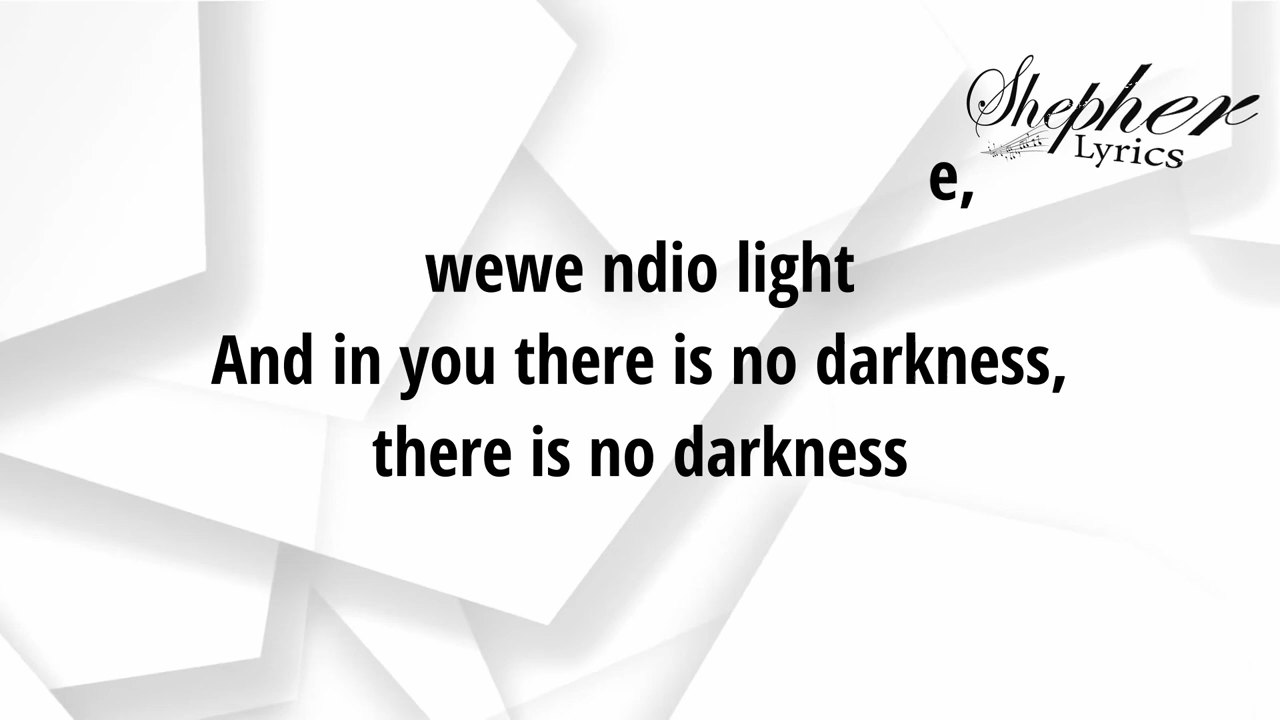 Shepher
Lyrics
e,
wewe ndio light
And in you there is no darkness,
there is no darkness